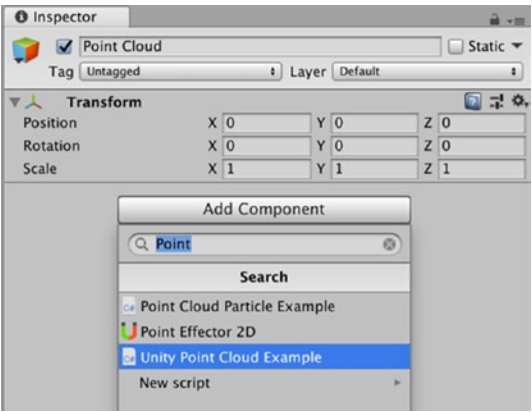 Inspector
Point Cloud Static
Tag Untagged Layer Default
Transform
Position X 0 Y 0 Z 0
Rotation X 0 Y 0 Z 0
Scale X 1 Y 1 Z 1
Add Component
Point
Search
Point Cloud Particle Example
Point Effector 2D
Unity Point Cloud Example
New script